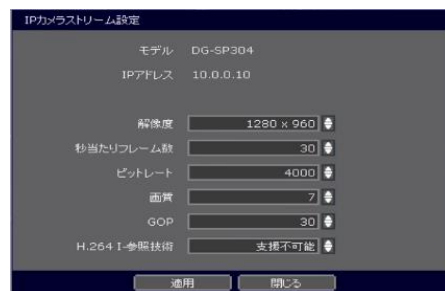 IPカメラストリーム設定
モデル DG-SP304
IPアドレス 10.0.0.10
解像度 1280 x 960
秒当たりフレーム数 30
ビットレート 4000
画質 7
GOP 30
H.264 I-参照技術 支援不可能
適用 閉じる